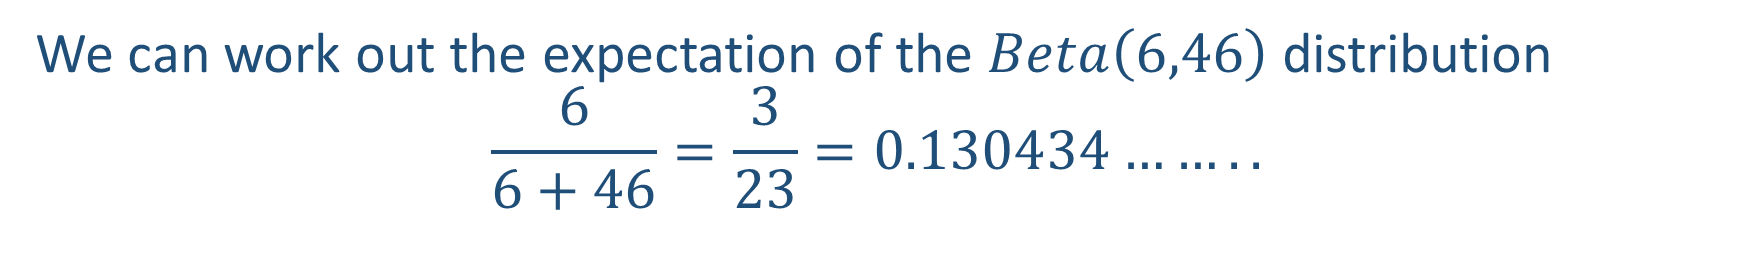 We can work out the expectation of the Beta(6,46) distribution
6/(6 + 46) = 3/23 = 0.130434 … … . .